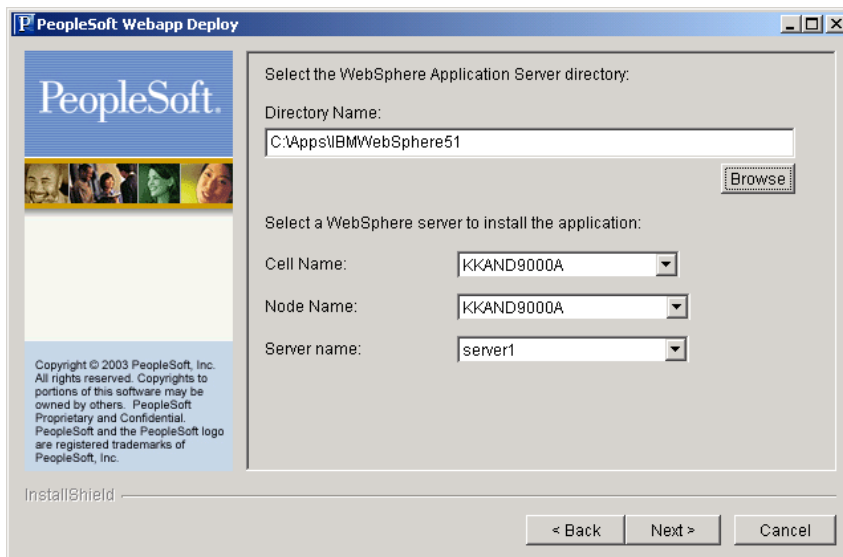 P PeopleSoft Webapp Deploy
PeopleSoft.
Select the WebSphere Application Server directory:
Directory Name:
C:\Apps\IBMWebSphere51
Browse
Select a WebSphere server to install the application:
Cell Name: KKAND9000A
Node Name: KKAND9000A
Server name: server1
Copyright © 2003 PeopleSoft, Inc.
All rights reserved. Copyrights to
portions of this software may be
owned by others. PeopleSoft
Proprietary and Confidential.
PeopleSoft and the PeopleSoft logo
are registered trademarks of
PeopleSoft, Inc.
InstallShield
< Back Next > Cancel